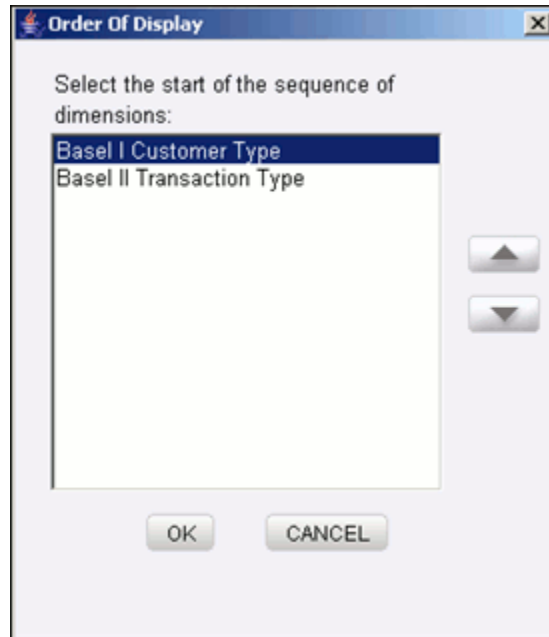 Order Of Display
Select the start of the sequence of
dimensions:
Basel I Customer Type
Basel II Transaction Type
OK
CANCEL